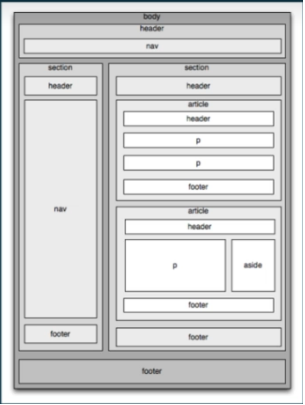 body
header
nav
section
header
nav
footer
section
header
article
header
p
p
footer
article
header
p
aside
footer
footer
footer